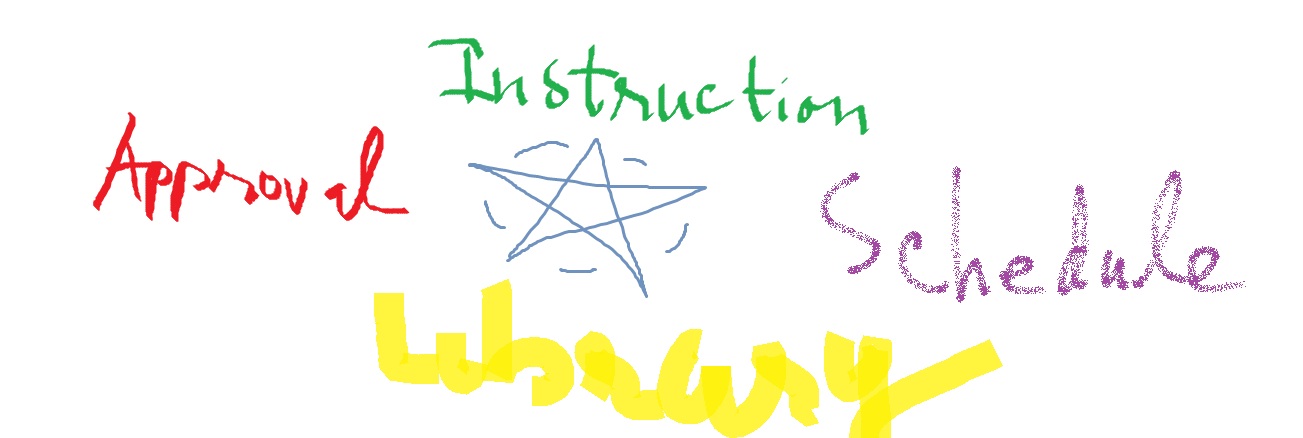 Instruction
Approval
Schedule
Library